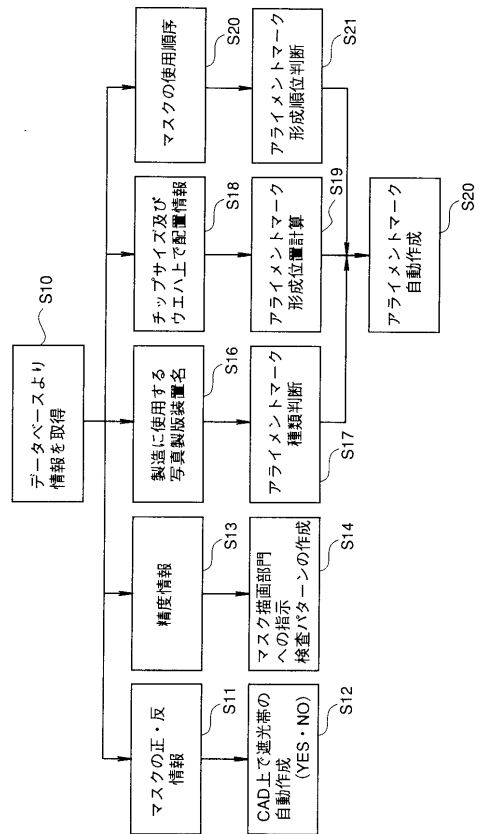 データベースより
情報を取得
S10
マスクの正・反
情報
S11
CAD上で遮光帯の
自動作成
(YES・NO)
S12
精度情報
S13
マスク描画部門
への指示
検査パターンの作成
S14
製造に使用する
写真製版装置名
S16
アライメントマーク
種類判断
S17
チップサイズ及び
ウエハ上で配置情報
S18
アライメントマーク
形成位置計算
S19
マスクの使用順序
S20
アライメントマーク
形成順位判断
S21
アライメントマーク
自動作成
S20